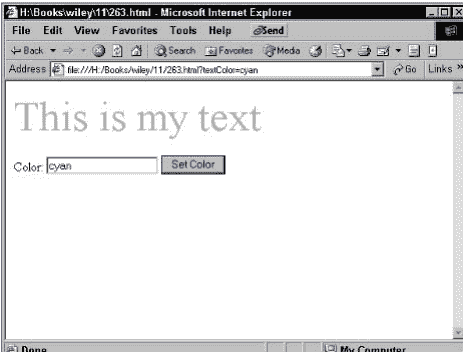 H:\Books\wiley\11\263.html - Microsoft Internet Explorer
File Edit View Favorites Tools Help Send
Back Search Favorites Media
Address file:///H:/Books/wiley/11/263.html?textColor=cyan Go Links »
This is my text
Color: cyan Set Color
Done My Computer